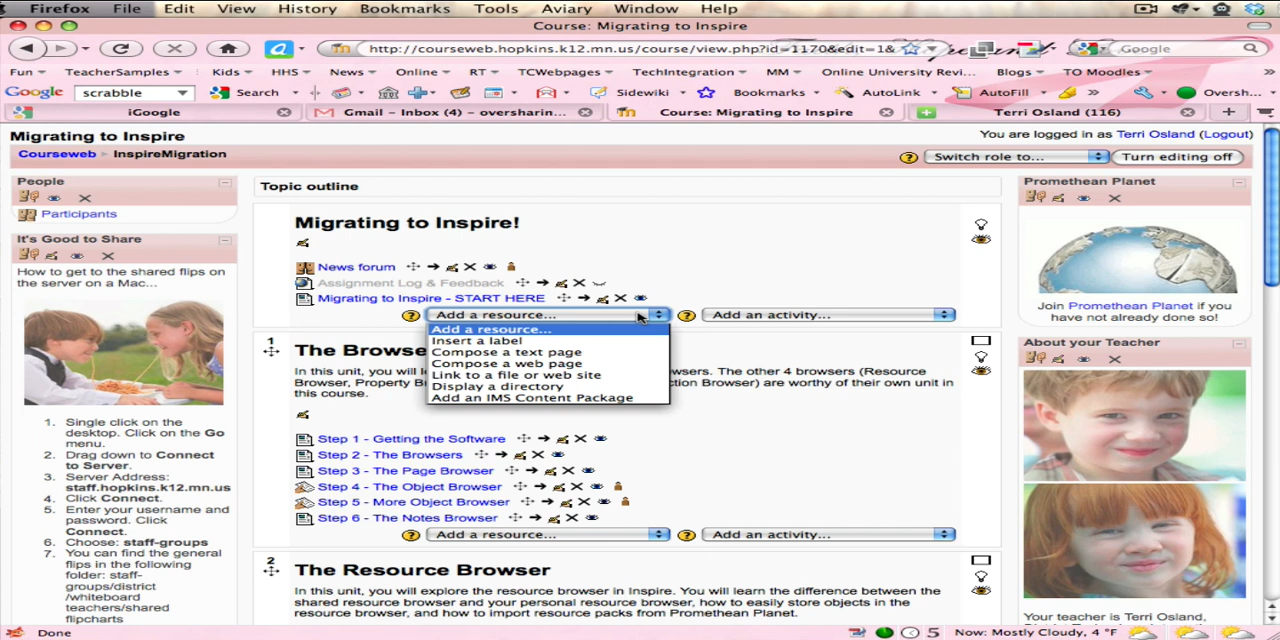 Firefox File Edit View History Bookmarks Tools Aviary Window Help
Course: Migrating to Inspire
http://courseweb.hopkins.k12.mn.us/course/view.php?id=1170&edit=1& Google
Fun TeacherSamples Kids HHS News Online RT TCWebpages TechIntegration MM Online University Revi... Blogs TO Moodles
Google scrabble Search Sidewiki Bookmarks AutoLink AutoFill Oversh...
iGoogle Gmail - Inbox (4) - oversharin... Course: Migrating to Inspire Terri Osland (116)
Migrating to Inspire
You are logged in as Terri Osland (Logout)
Courseweb ► InspireMigration
Switch role to... Turn editing off
People
Participants
It's Good to Share
How to get to the shared flips on
the server on a Mac...
1. Single click on the
desktop. Click on the Go
menu.
2. Drag down to Connect
to Server.
3. Server Address:
staff.hopkins.k12.mn.us
4. Click Connect.
5. Enter your username and
password. Click
Connect.
6. Choose: staff-groups
7. You can find the general
flips in the following
folder: staff-
groups/district
/whiteboard
teachers/shared
flipcharts
Topic outline
Migrating to Inspire!
News forum
Assignment Log & Feedback
Migrating to Inspire - START HERE
Add a resource... Add an activity...
Add a resource...
Insert a label
Compose a text page
Compose a web page
Link to a file or web site
Display a directory
Add an IMS Content Package
1
The Browse
In this unit, you will l wsers. The other 4 browsers (Resource
Browser, Property B ction Browser) are worthy of their own unit in
this course.
Step 1 - Getting the Software
Step 2 - The Browsers
Step 3 - The Page Browser
Step 4 - The Object Browser
Step 5 - More Object Browser
Step 6 - The Notes Browser
Add a resource... Add an activity...
2
The Resource Browser
In this unit, you will explore the resource browser in Inspire. You will learn the difference between the
shared resource browser and your personal resource browser, how to easily store objects in the
resource browser, and how to import resource packs from Promethean Planet.
Promethean Planet
Join Promethean Planet if you
have not already done so!
About your Teacher
Your teacher is Terri Osland,
Done
5 Now: Mostly Cloudy, 4 °F